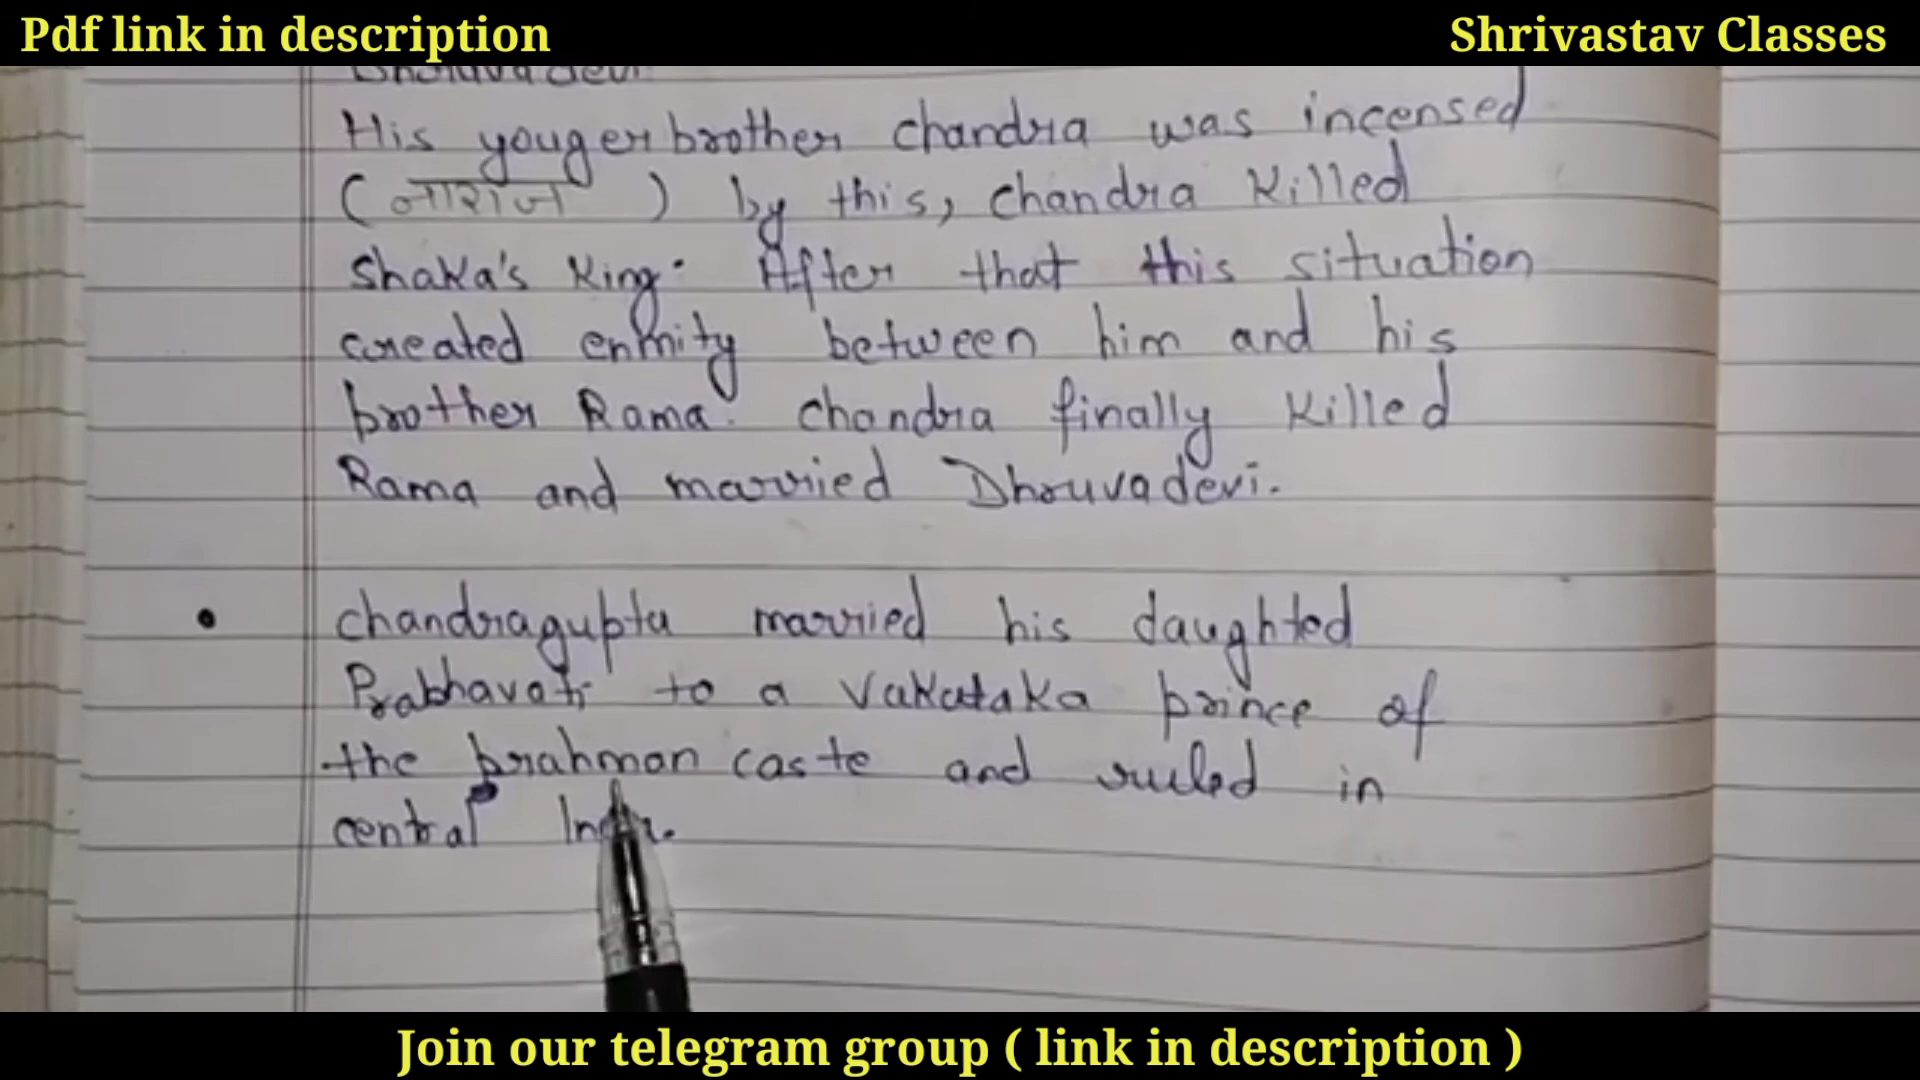 Pdf link in description
Shrivastav Classes
Dhruvadevi.
His youger brother chandra was incensed
(नाराज) by this, chandra Killed
Shaka's King. After that this situation
created enmity between him and his
brother Rama. Chandra finally Killed
Rama and married Dhruvadevi.
• Chandragupta married his daughted
Prabhavati to a Vakataka prince of
the brahman caste and ruled in
central
Join our telegram group ( link in description )